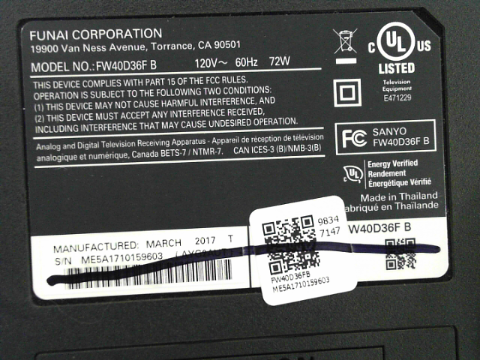 FUNAI CORPORATION
19900 Van Ness Avenue, Torrance, CA 90501
MODEL NO.: FW40D36F B 120V~ 60Hz 72W
THIS DEVICE COMPLIES WITH PART 15 OF THE FCC RULES.
OPERATION IS SUBJECT TO THE FOLLOWING TWO CONDITIONS:
(1) THIS DEVICE MAY NOT CAUSE HARMFUL INTERFERENCE, AND
(2) THIS DEVICE MUST ACCEPT ANY INTERFERENCE RECEIVED,
INCLUDING INTERFERENCE THAT MAY CAUSE UNDESIRED OPERATION.
Analog and Digital Television Receiving Apparatus - Appareil de réception de télévision
analogique et numérique, Canada BETS-7 / NTMR-7. CAN ICES-3 (B)/NMB-3(B)
C UL US
LISTED
Television
Equipment
E471229
FC SANYO
FW40D36F B
UL Energy Verified
Rendement
Énergétique Vérifié
Made in Thailand
abriqué en Thaïlande
MANUFACTURED: MARCH 2017 T
S/N ME5A1710159603
9834
7147
FW40D36FB
ME5A1710159603
W40D36F B